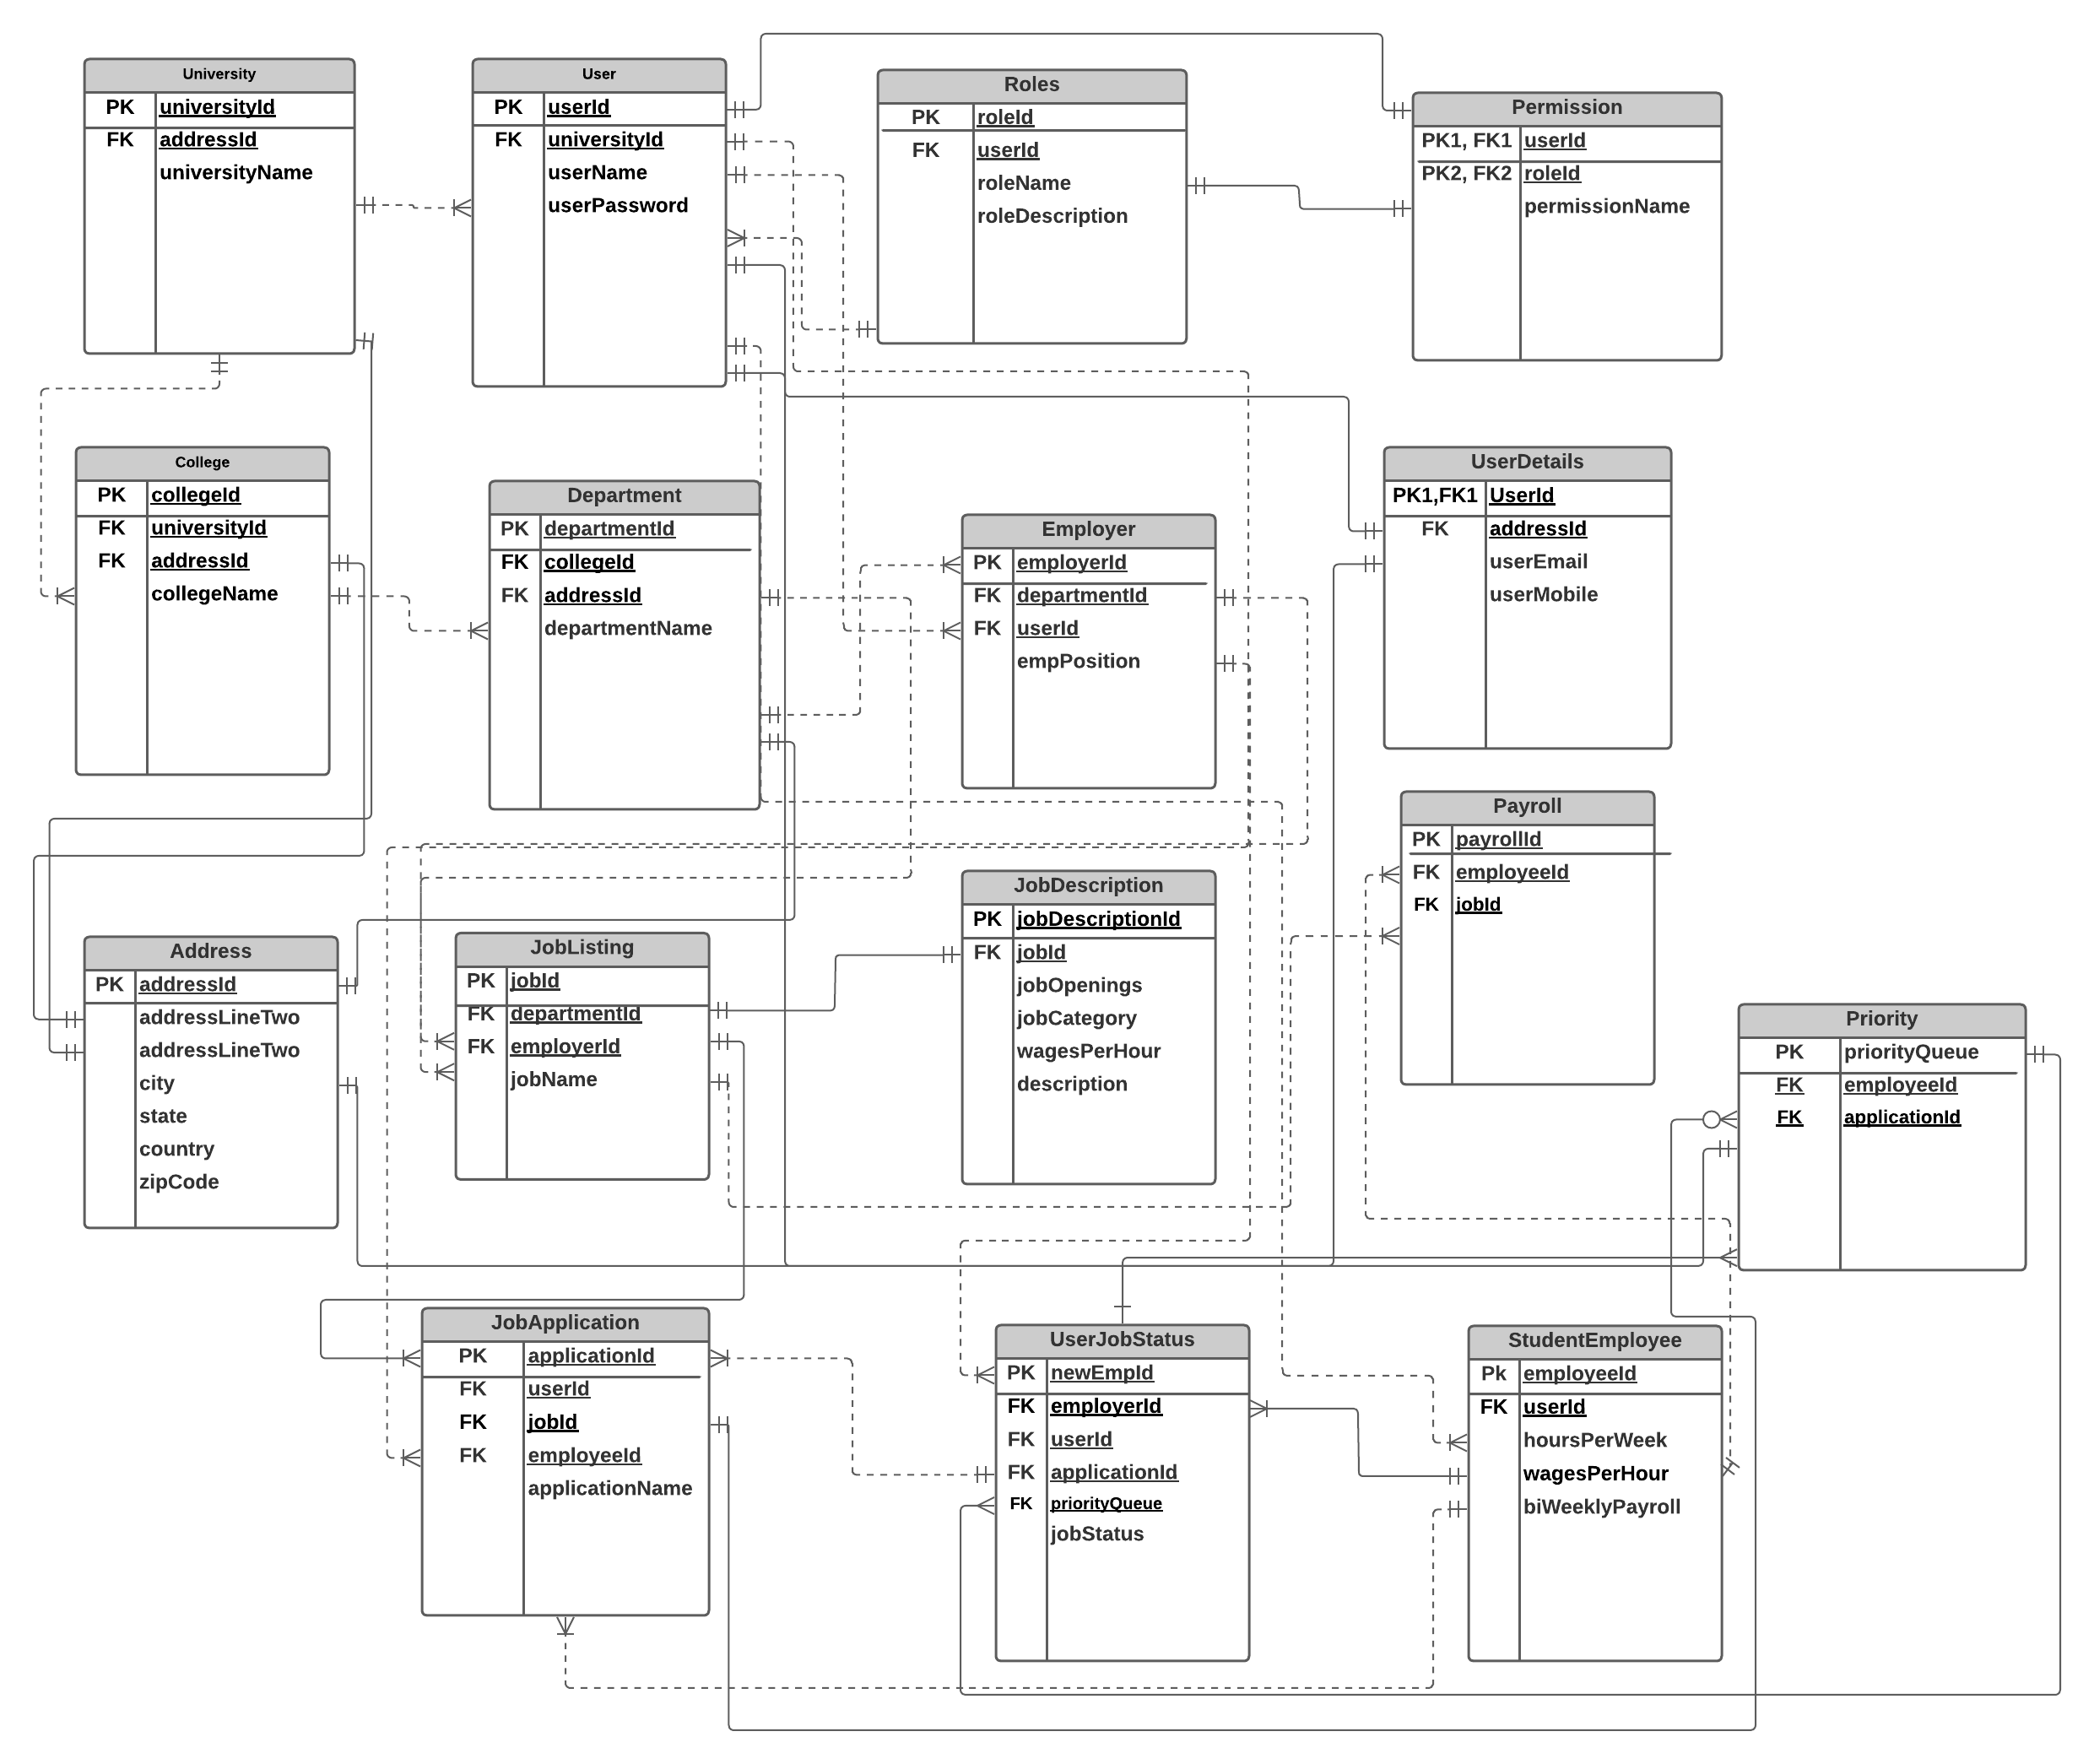 University
PK universityId
FK addressId
universityName
User
PK userId
FK universityId
userName
userPassword
Roles
PK roleId
FK userId
roleName
roleDescription
Permission
PK1, FK1 userId
PK2, FK2 roleId
permissionName
College
PK collegeId
FK universityId
FK addressId
collegeName
Department
PK departmentId
FK collegeId
FK addressId
departmentName
Employer
PK employerId
FK departmentId
FK userId
empPosition
UserDetails
PK1,FK1 UserId
FK addressId
userEmail
userMobile
Payroll
PK payrollId
FK employeeId
FK jobId
Address
PK addressId
addressLineTwo
addressLineTwo
city
state
country
zipCode
JobListing
PK jobId
FK departmentId
FK employerId
jobName
JobDescription
PK jobDescriptionId
FK jobId
jobOpenings
jobCategory
wagesPerHour
description
Priority
PK priorityQueue
FK employeeId
FK applicationId
JobApplication
PK applicationId
FK userId
FK jobId
FK employeeId
applicationName
UserJobStatus
PK newEmpId
FK employerId
FK userId
FK applicationId
FK priorityQueue
jobStatus
StudentEmployee
Pk employeeId
FK userId
hoursPerWeek
wagesPerHour
biWeeklyPayroll